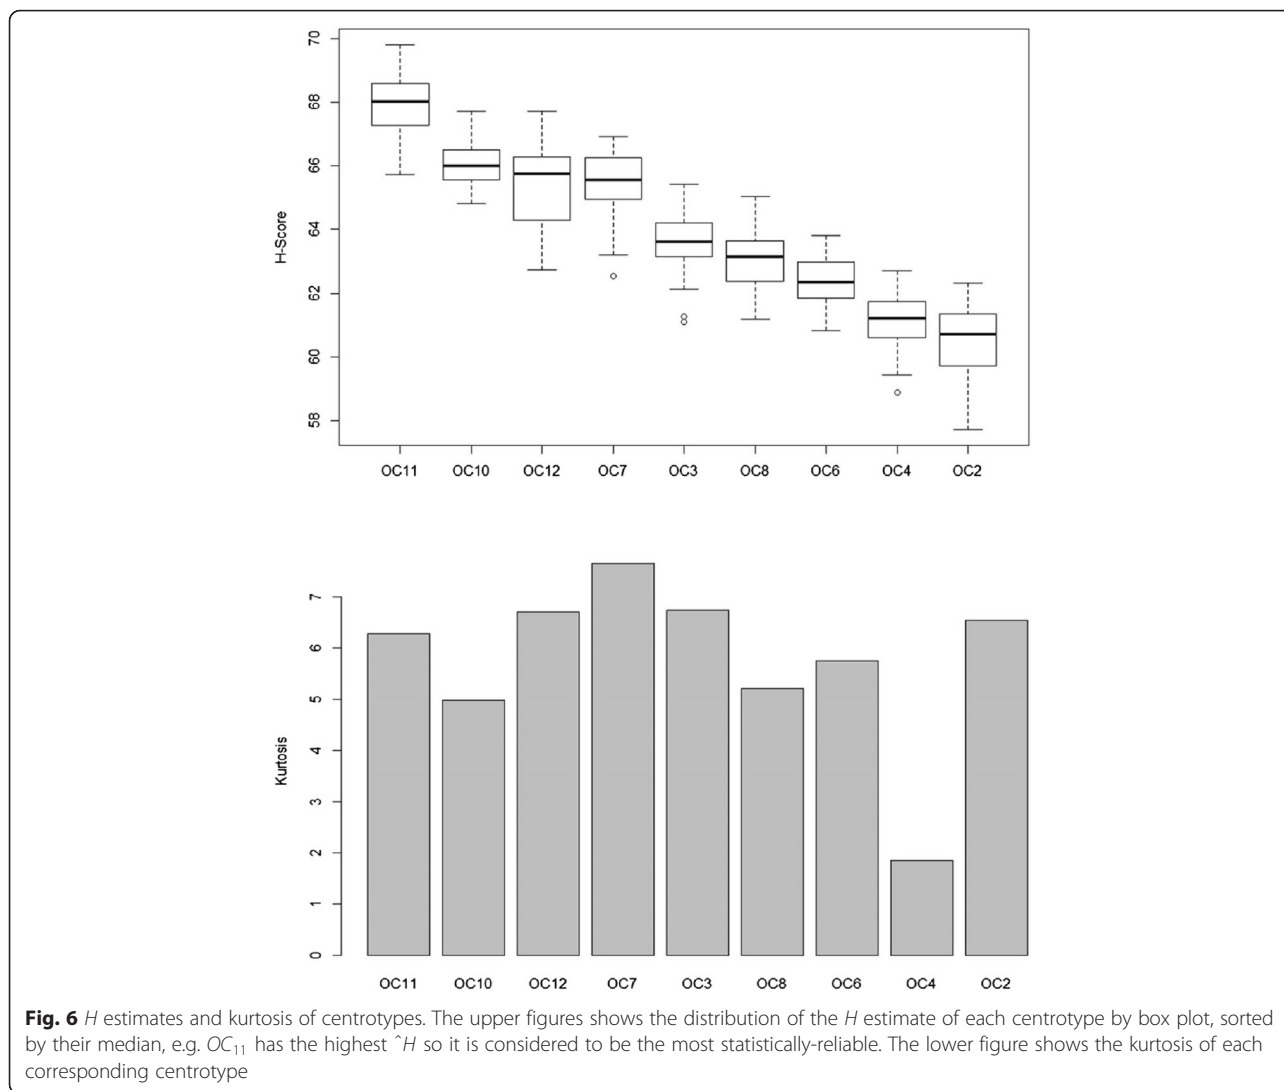 70
68
66
64
62
60
58
H-Score
OC11 OC10 OC12 OC7 OC3 OC8 OC6 OC4 OC2
7
6
5
4
3
2
1
0
Kurtosis
OC11 OC10 OC12 OC7 OC3 OC8 OC6 OC4 OC2
Fig. 6 H estimates and kurtosis of centrotypes. The upper figures shows the distribution of the H estimate of each centrotype by box plot, sorted
by their median, e.g. OC11 has the highest ˆH so it is considered to be the most statistically-reliable. The lower figure shows the kurtosis of each
corresponding centrotype